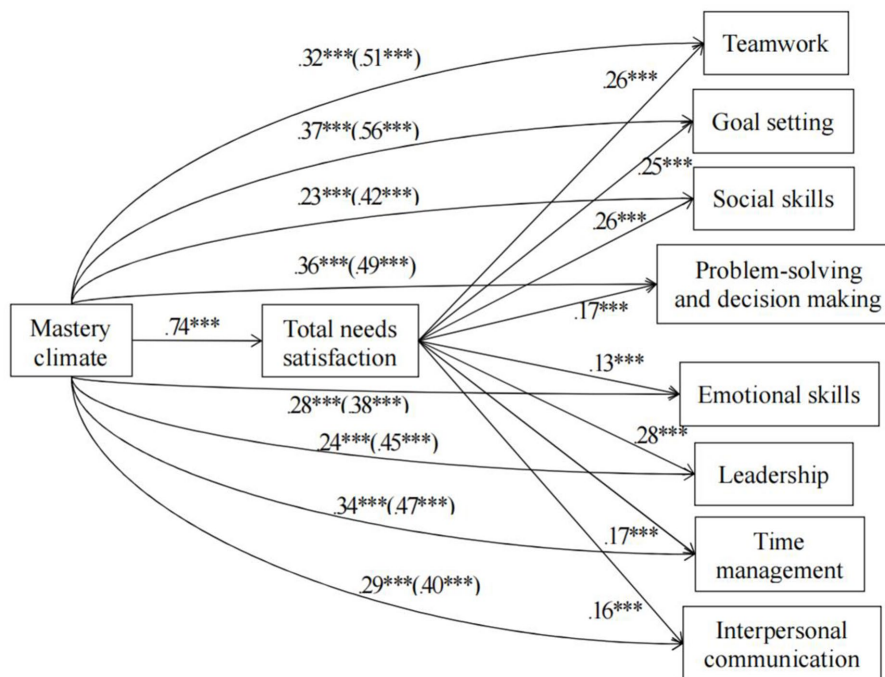 Teamwork
.32***(.51***)
.26***
.37***(.56***)
Goal setting
.25***
.23***(.42***)
Social skills
.26***
.36***(.49***)
Problem-solving
and decision making
.17***
Mastery
climate
.74***
Total needs
satisfaction
.13***
Emotional skills
.28***(.38***)
.28***
.24***(.45***)
Leadership
.34***(.47***)
.17***
Time
management
.29***(.40***)
.16***
Interpersonal
communication